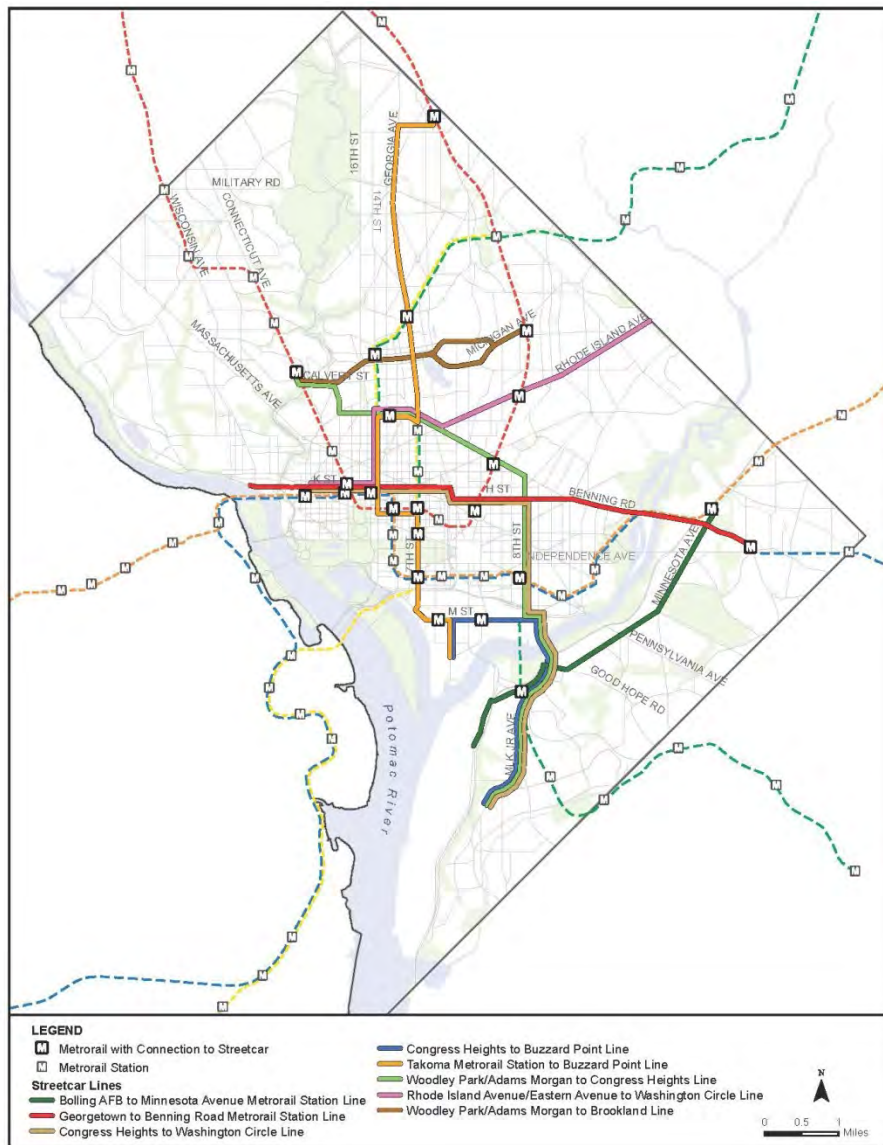 16TH ST
GEORGIA AVE
14TH ST
MILITARY RD
WISCONSIN AVE
CONNECTICUT AVE
MASSACHUSETTS AVE
CALVERT ST
MICHIGAN AVE
RHODE ISLAND AVE
K ST
H ST
BENNING RD
7TH ST
8TH ST
INDEPENDENCE AVE
MINNESOTA AVE
M ST
PENNSYLVANIA AVE
GOOD HOPE RD
MLK JR AVE
Potomac River
LEGEND
M Metrorail with Connection to Streetcar
M Metrorail Station
Streetcar Lines
Bolling AFB to Minnesota Avenue Metrorail Station Line
Georgetown to Benning Road Metrorail Station Line
Congress Heights to Washington Circle Line
Congress Heights to Buzzard Point Line
Takoma Metrorail Station to Buzzard Point Line
Woodley Park/Adams Morgan to Congress Heights Line
Rhode Island Avenue/Eastern Avenue to Washington Circle Line
Woodley Park/Adams Morgan to Brookland Line
N
0 0.5 1
Miles